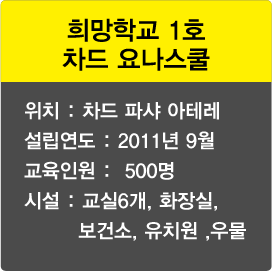 희망학교 1호
차드 요나스쿨
위치 : 차드 파샤 아테레
설립연도 : 2011년 9월
교육인원 : 500명
시설 : 교실6개, 화장실,
보건소, 유치원 ,우물